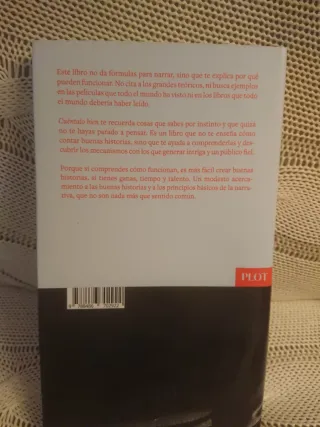 Este libro no da fórmulas para narrar, sino que te explica por qué
pueden funcionar. No cita a los grandes teóricos, ni busca ejemplos
en las películas que todo el mundo ha visto ni en los libros que todo
el mundo debería haber leído.
Cuéntalo bien te recuerda cosas que sabes por instinto y que quizá
no te hayas parado a pensar. Es un libro que no te enseña cómo
contar buenas historias, sino que te ayuda a comprenderlas y des-
cubrir los mecanismos con los que generar intriga y un público fiel.
Porque si comprendes cómo funcionan, es más fácil crear buenas
historias, si tienes ganas, tiempo y talento. Un modesto acerca-
miento a las buenas historias y a los principios básicos de la narra-
tiva, que no son nada más que sentido común.
PLOT